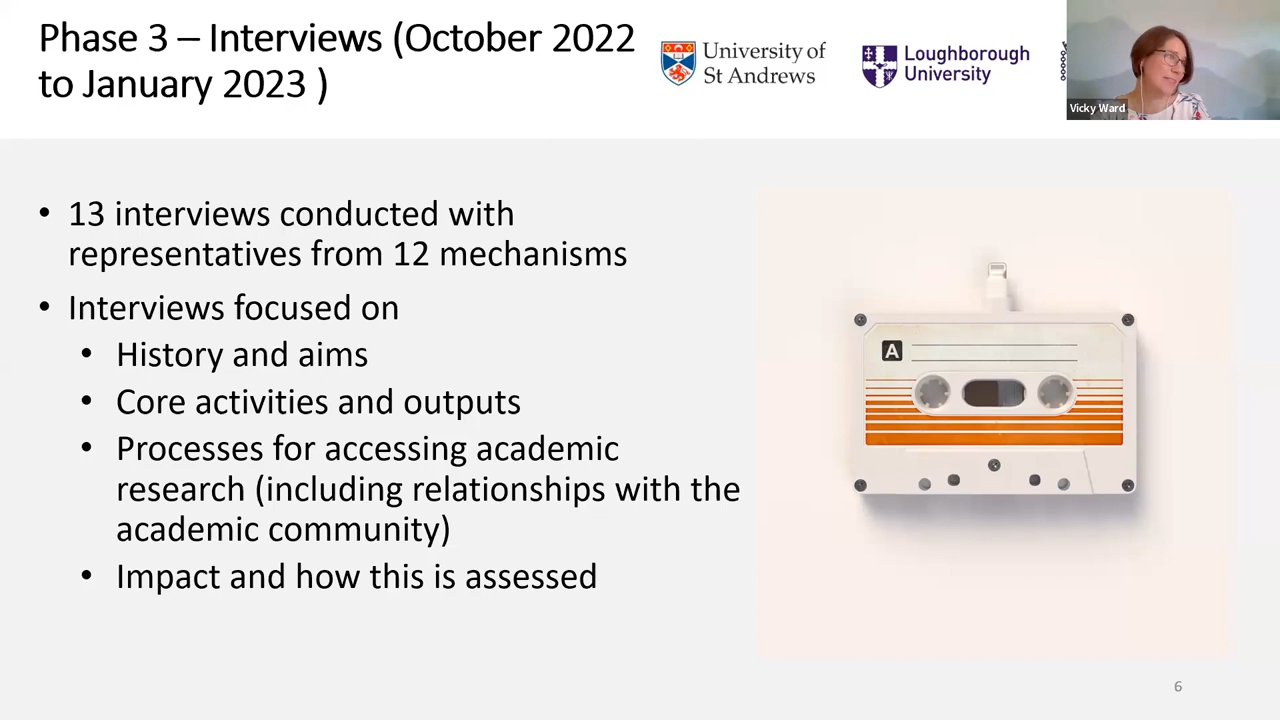 Phase 3 – Interviews (October 2022
to January 2023 )
University of
St Andrews
Loughborough
University
Vicky Ward
• 13 interviews conducted with
representatives from 12 mechanisms
• Interviews focused on
• History and aims
• Core activities and outputs
• Processes for accessing academic
research (including relationships with the
academic community)
• Impact and how this is assessed
A
6